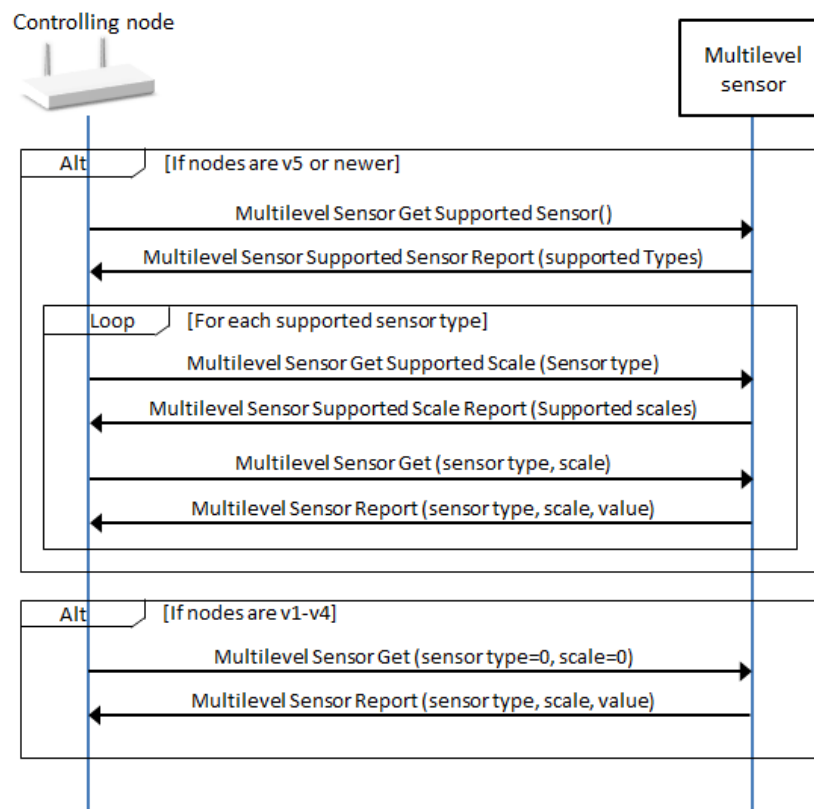 Controlling node
Multilevel
sensor
Alt
[If nodes are v5 or newer]
Multilevel Sensor Get Supported Sensor()
Multilevel Sensor Supported Sensor Report (supported Types)
Loop
[For each supported sensor type]
Multilevel Sensor Get Supported Scale (Sensor type)
Multilevel Sensor Supported Scale Report (Supported scales)
Multilevel Sensor Get (sensor type, scale)
Multilevel Sensor Report (sensor type, scale, value)
Alt
[If nodes are v1-v4]
Multilevel Sensor Get (sensor type=0, scale=0)
Multilevel Sensor Report (sensor type, scale, value)